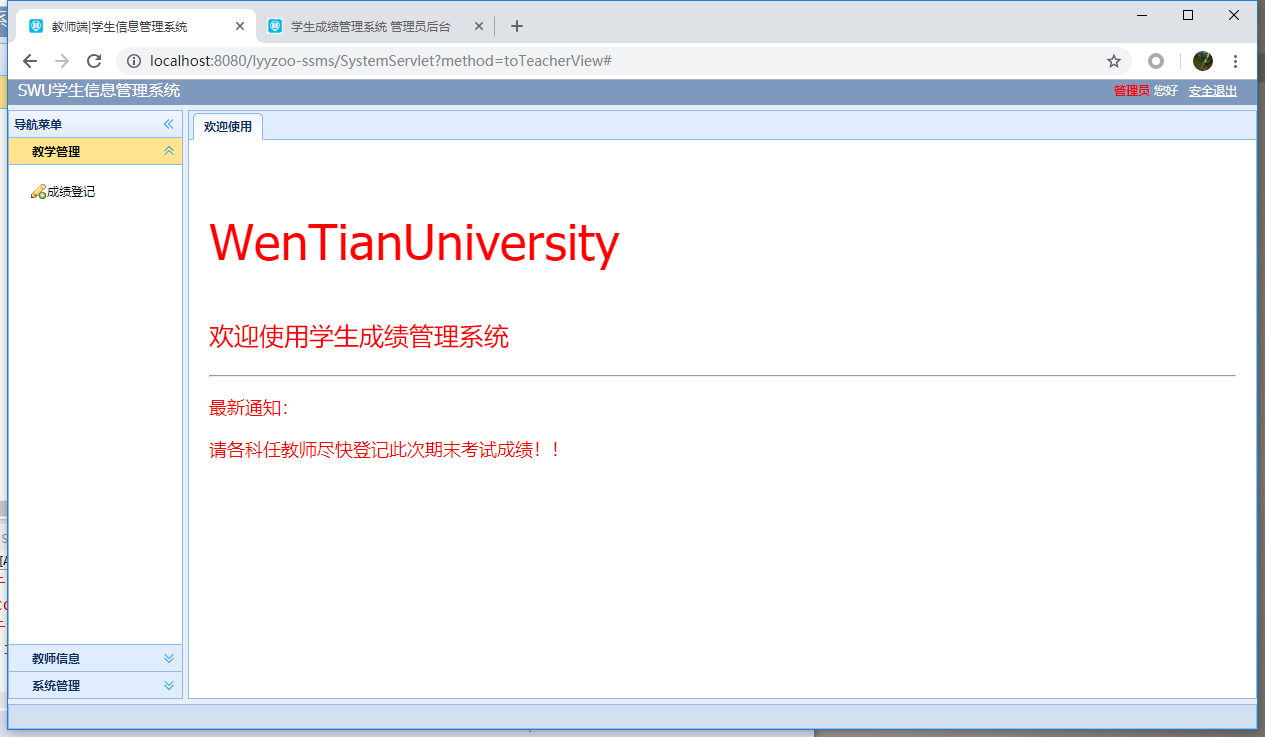 教师端|学生信息管理系统
学生成绩管理系统 管理员后台
localhost:8080/lyyzoo-ssms/SystemServlet?method=toTeacherView#
SWU学生信息管理系统
管理员 您好 安全退出
导航菜单
欢迎使用
教学管理
成绩登记
WenTianUniversity
欢迎使用学生成绩管理系统
最新通知：
请各科任教师尽快登记此次期末考试成绩！！
教师信息
系统管理